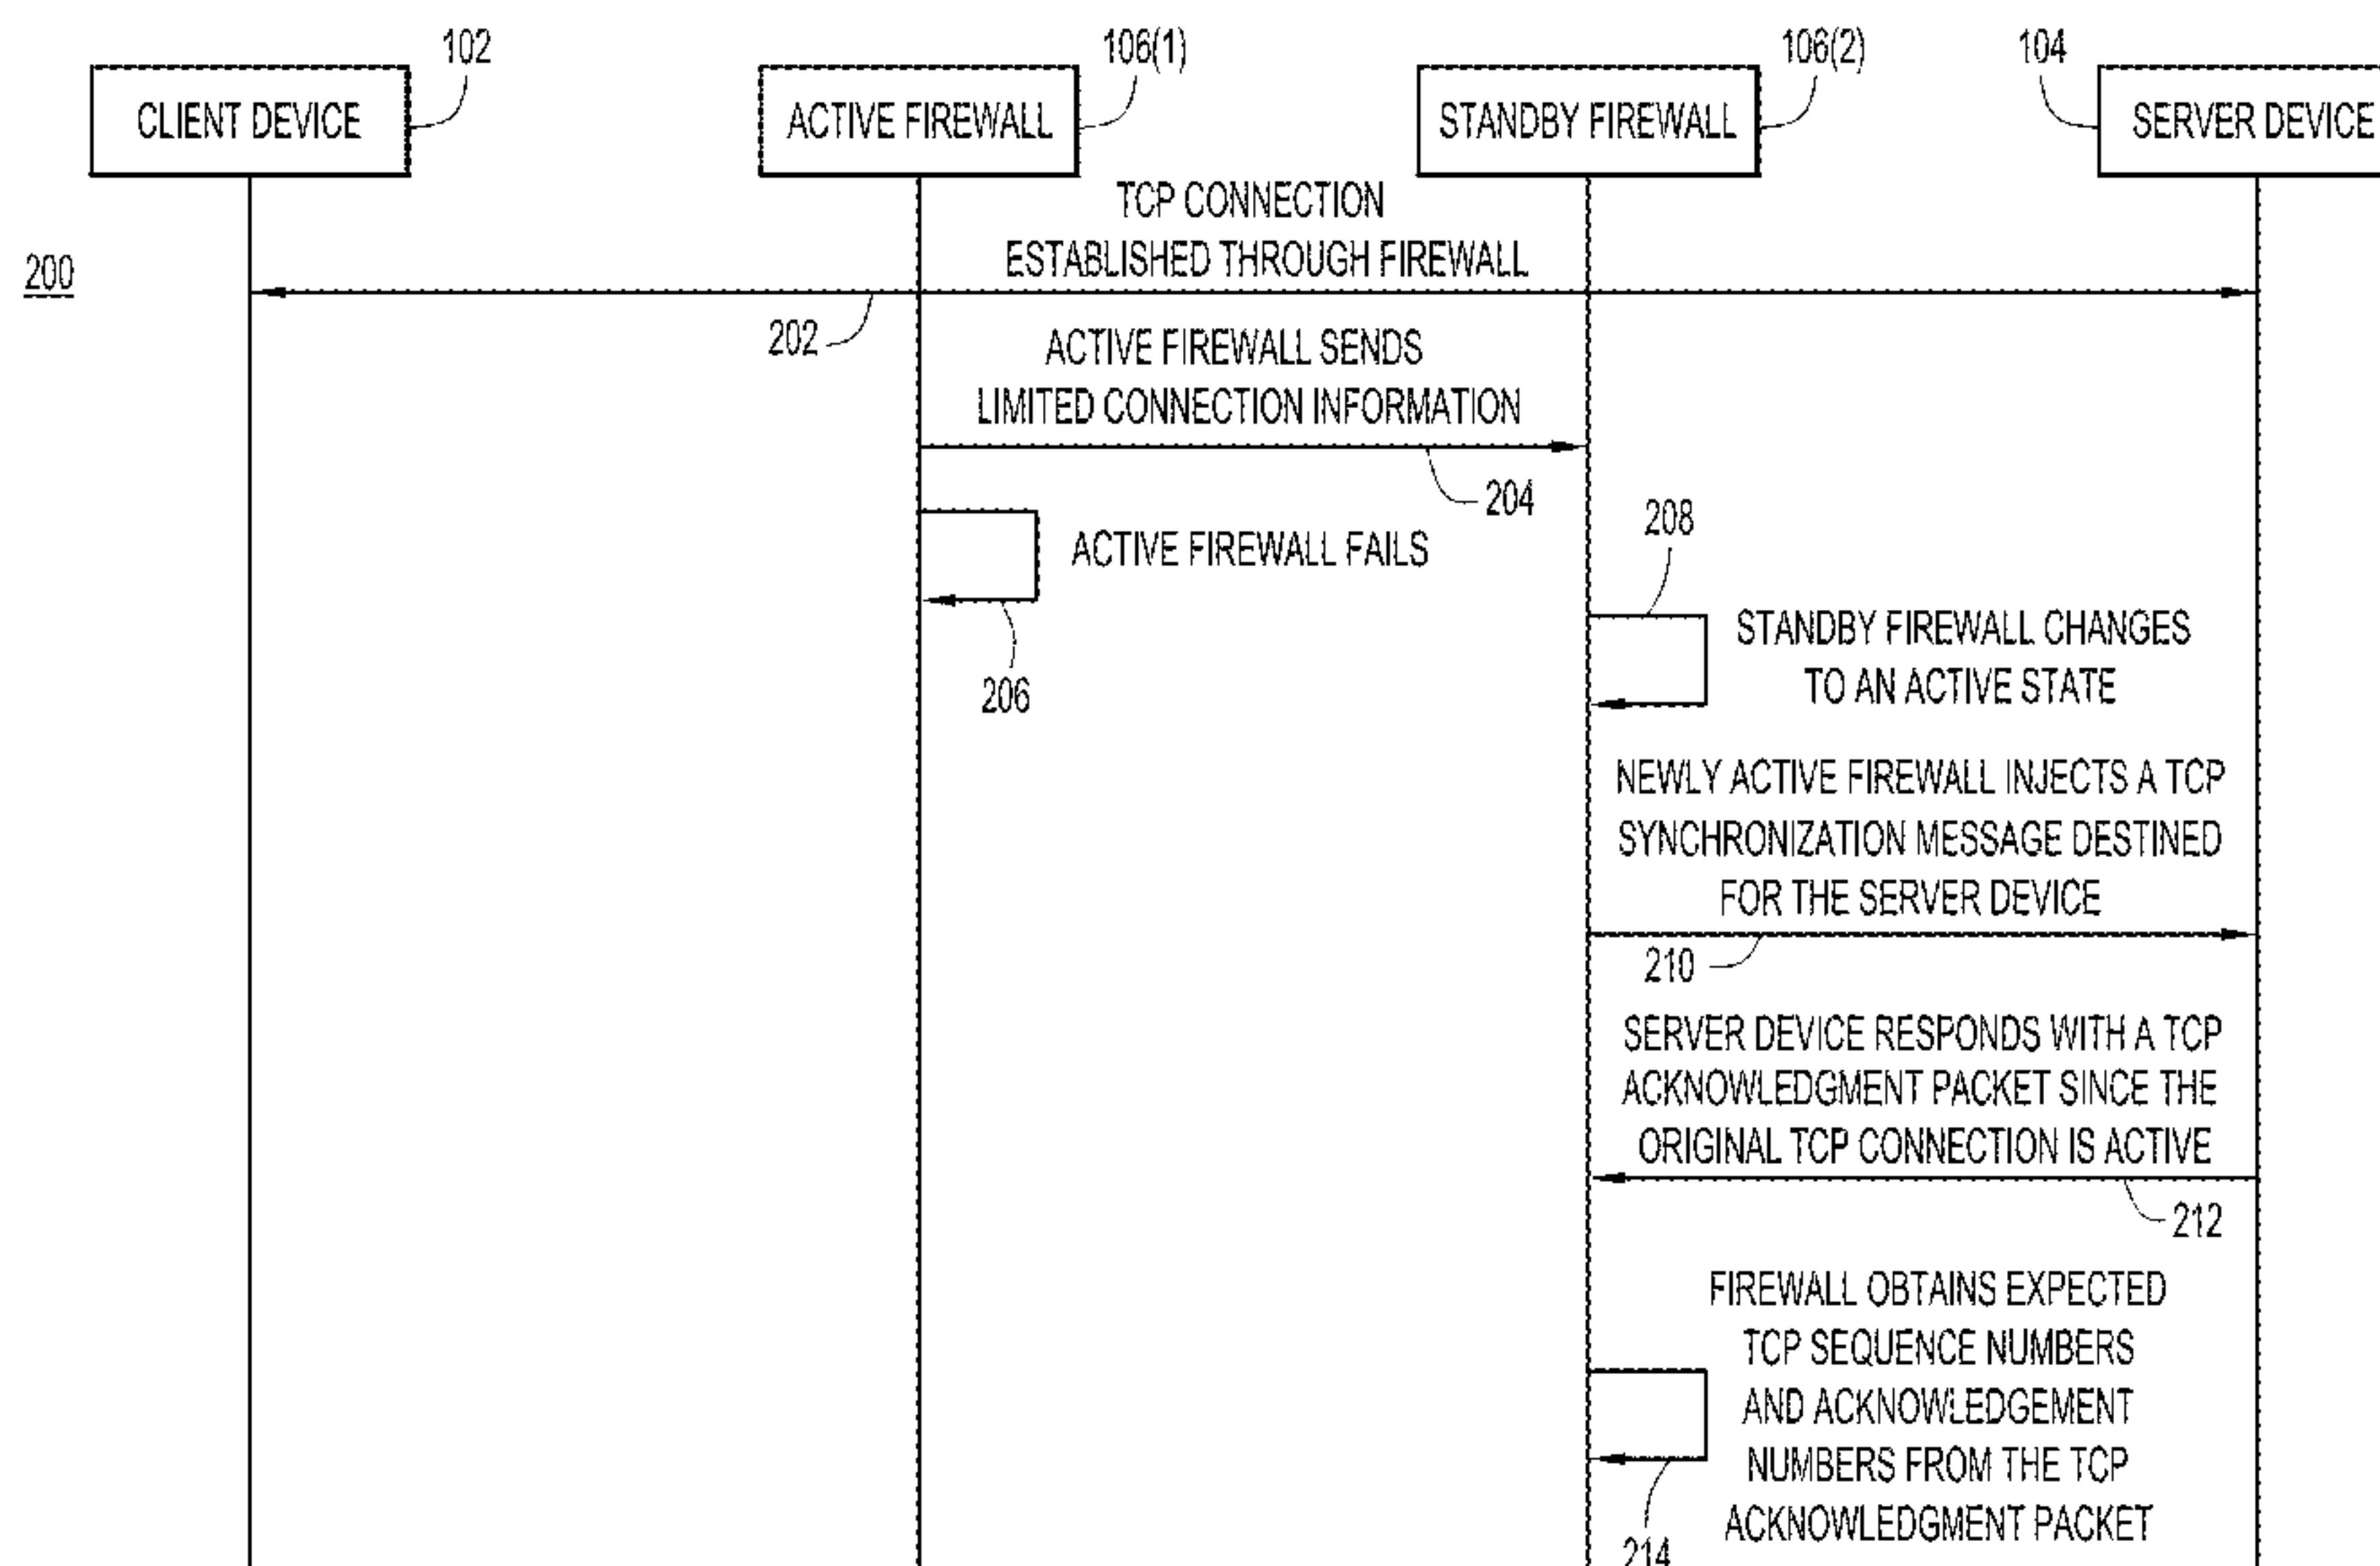 102
106(1)
106(2)
104
CLIENT DEVICE
ACTIVE FIREWALL
STANDBY FIREWALL
SERVER DEVICE
200
TCP CONNECTION
ESTABLISHED THROUGH FIREWALL
202
ACTIVE FIREWALL SENDS
LIMITED CONNECTION INFORMATION
204
ACTIVE FIREWALL FAILS
206
208
STANDBY FIREWALL CHANGES
TO AN ACTIVE STATE
NEWLY ACTIVE FIREWALL INJECTS A TCP
SYNCHRONIZATION MESSAGE DESTINED
FOR THE SERVER DEVICE
210
SERVER DEVICE RESPONDS WITH A TCP
ACKNOWLEDGMENT PACKET SINCE THE
ORIGINAL TCP CONNECTION IS ACTIVE
212
FIREWALL OBTAINS EXPECTED
TCP SEQUENCE NUMBERS
AND ACKNOWLEDGEMENT
NUMBERS FROM THE TCP
ACKNOWLEDGMENT PACKET
214